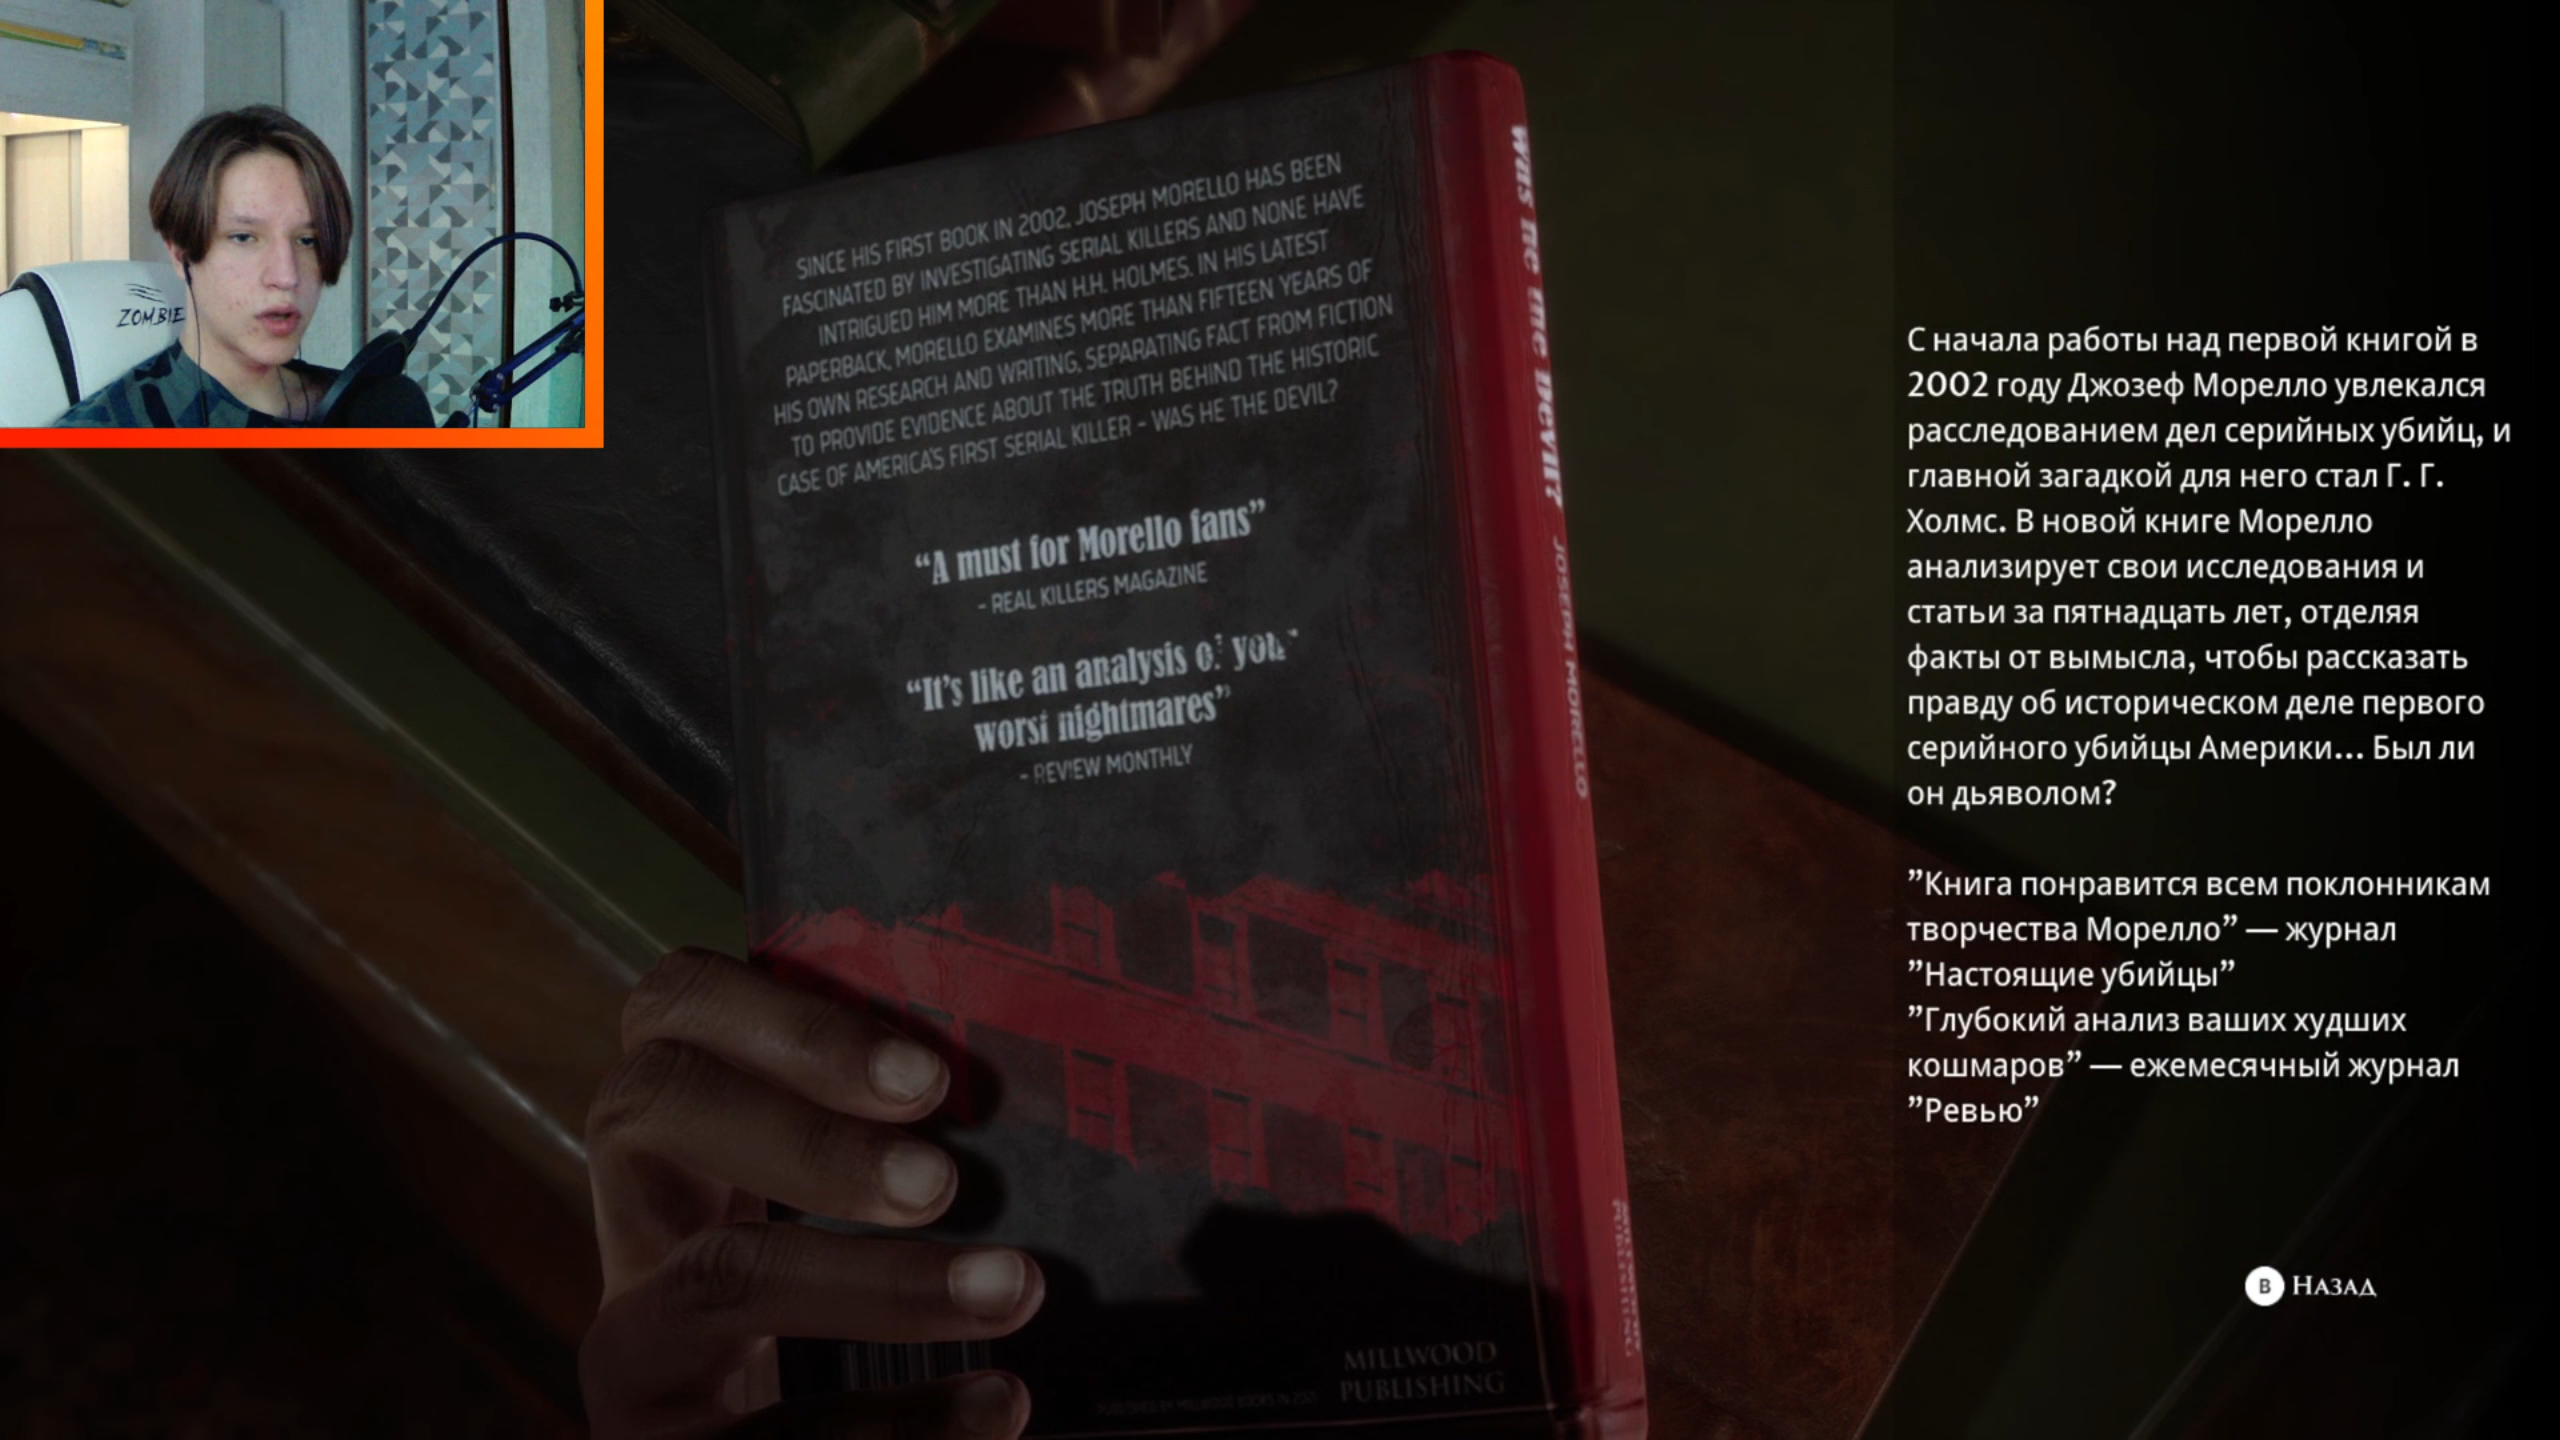 ZOMBIE
SINCE HIS FIRST BOOK IN 2002, JOSEPH MORELLO HAS BEEN
FASCINATED BY INVESTIGATING SERIAL KILLERS AND NONE HAVE
INTRIGUED HIM MORE THAN H.H. HOLMES. IN HIS LATEST
PAPERBACK, MORELLO EXAMINES MORE THAN FIFTEEN YEARS OF
HIS OWN RESEARCH AND WRITING, SEPARATING FACT FROM FICTION
TO PROVIDE EVIDENCE ABOUT THE TRUTH BEHIND THE HISTORIC
CASE OF AMERICA'S FIRST SERIAL KILLER - WAS HE THE DEVIL?
“A must for Morello fans”
- REAL KILLERS MAGAZINE
“It's like an analysis of your
worst nightmares”
- REVIEW MONTHLY
MILLWOOD
PUBLISHING
Was he the Devil? JOSEPH MORELLO
С начала работы над первой книгой в
2002 году Джозеф Морелло увлекался
расследованием дел серийных убийц, и
главной загадкой для него стал Г. Г.
Холмс. В новой книге Морелло
анализирует свои исследования и
статьи за пятнадцать лет, отделяя
факты от вымысла, чтобы рассказать
правду об историческом деле первого
серийного убийцы Америки... Был ли
он дьяволом?
”Книга понравится всем поклонникам
творчества Морелло” — журнал
”Настоящие убийцы”
”Глубокий анализ ваших худших
кошмаров” — ежемесячный журнал
”Ревью”
B Назад